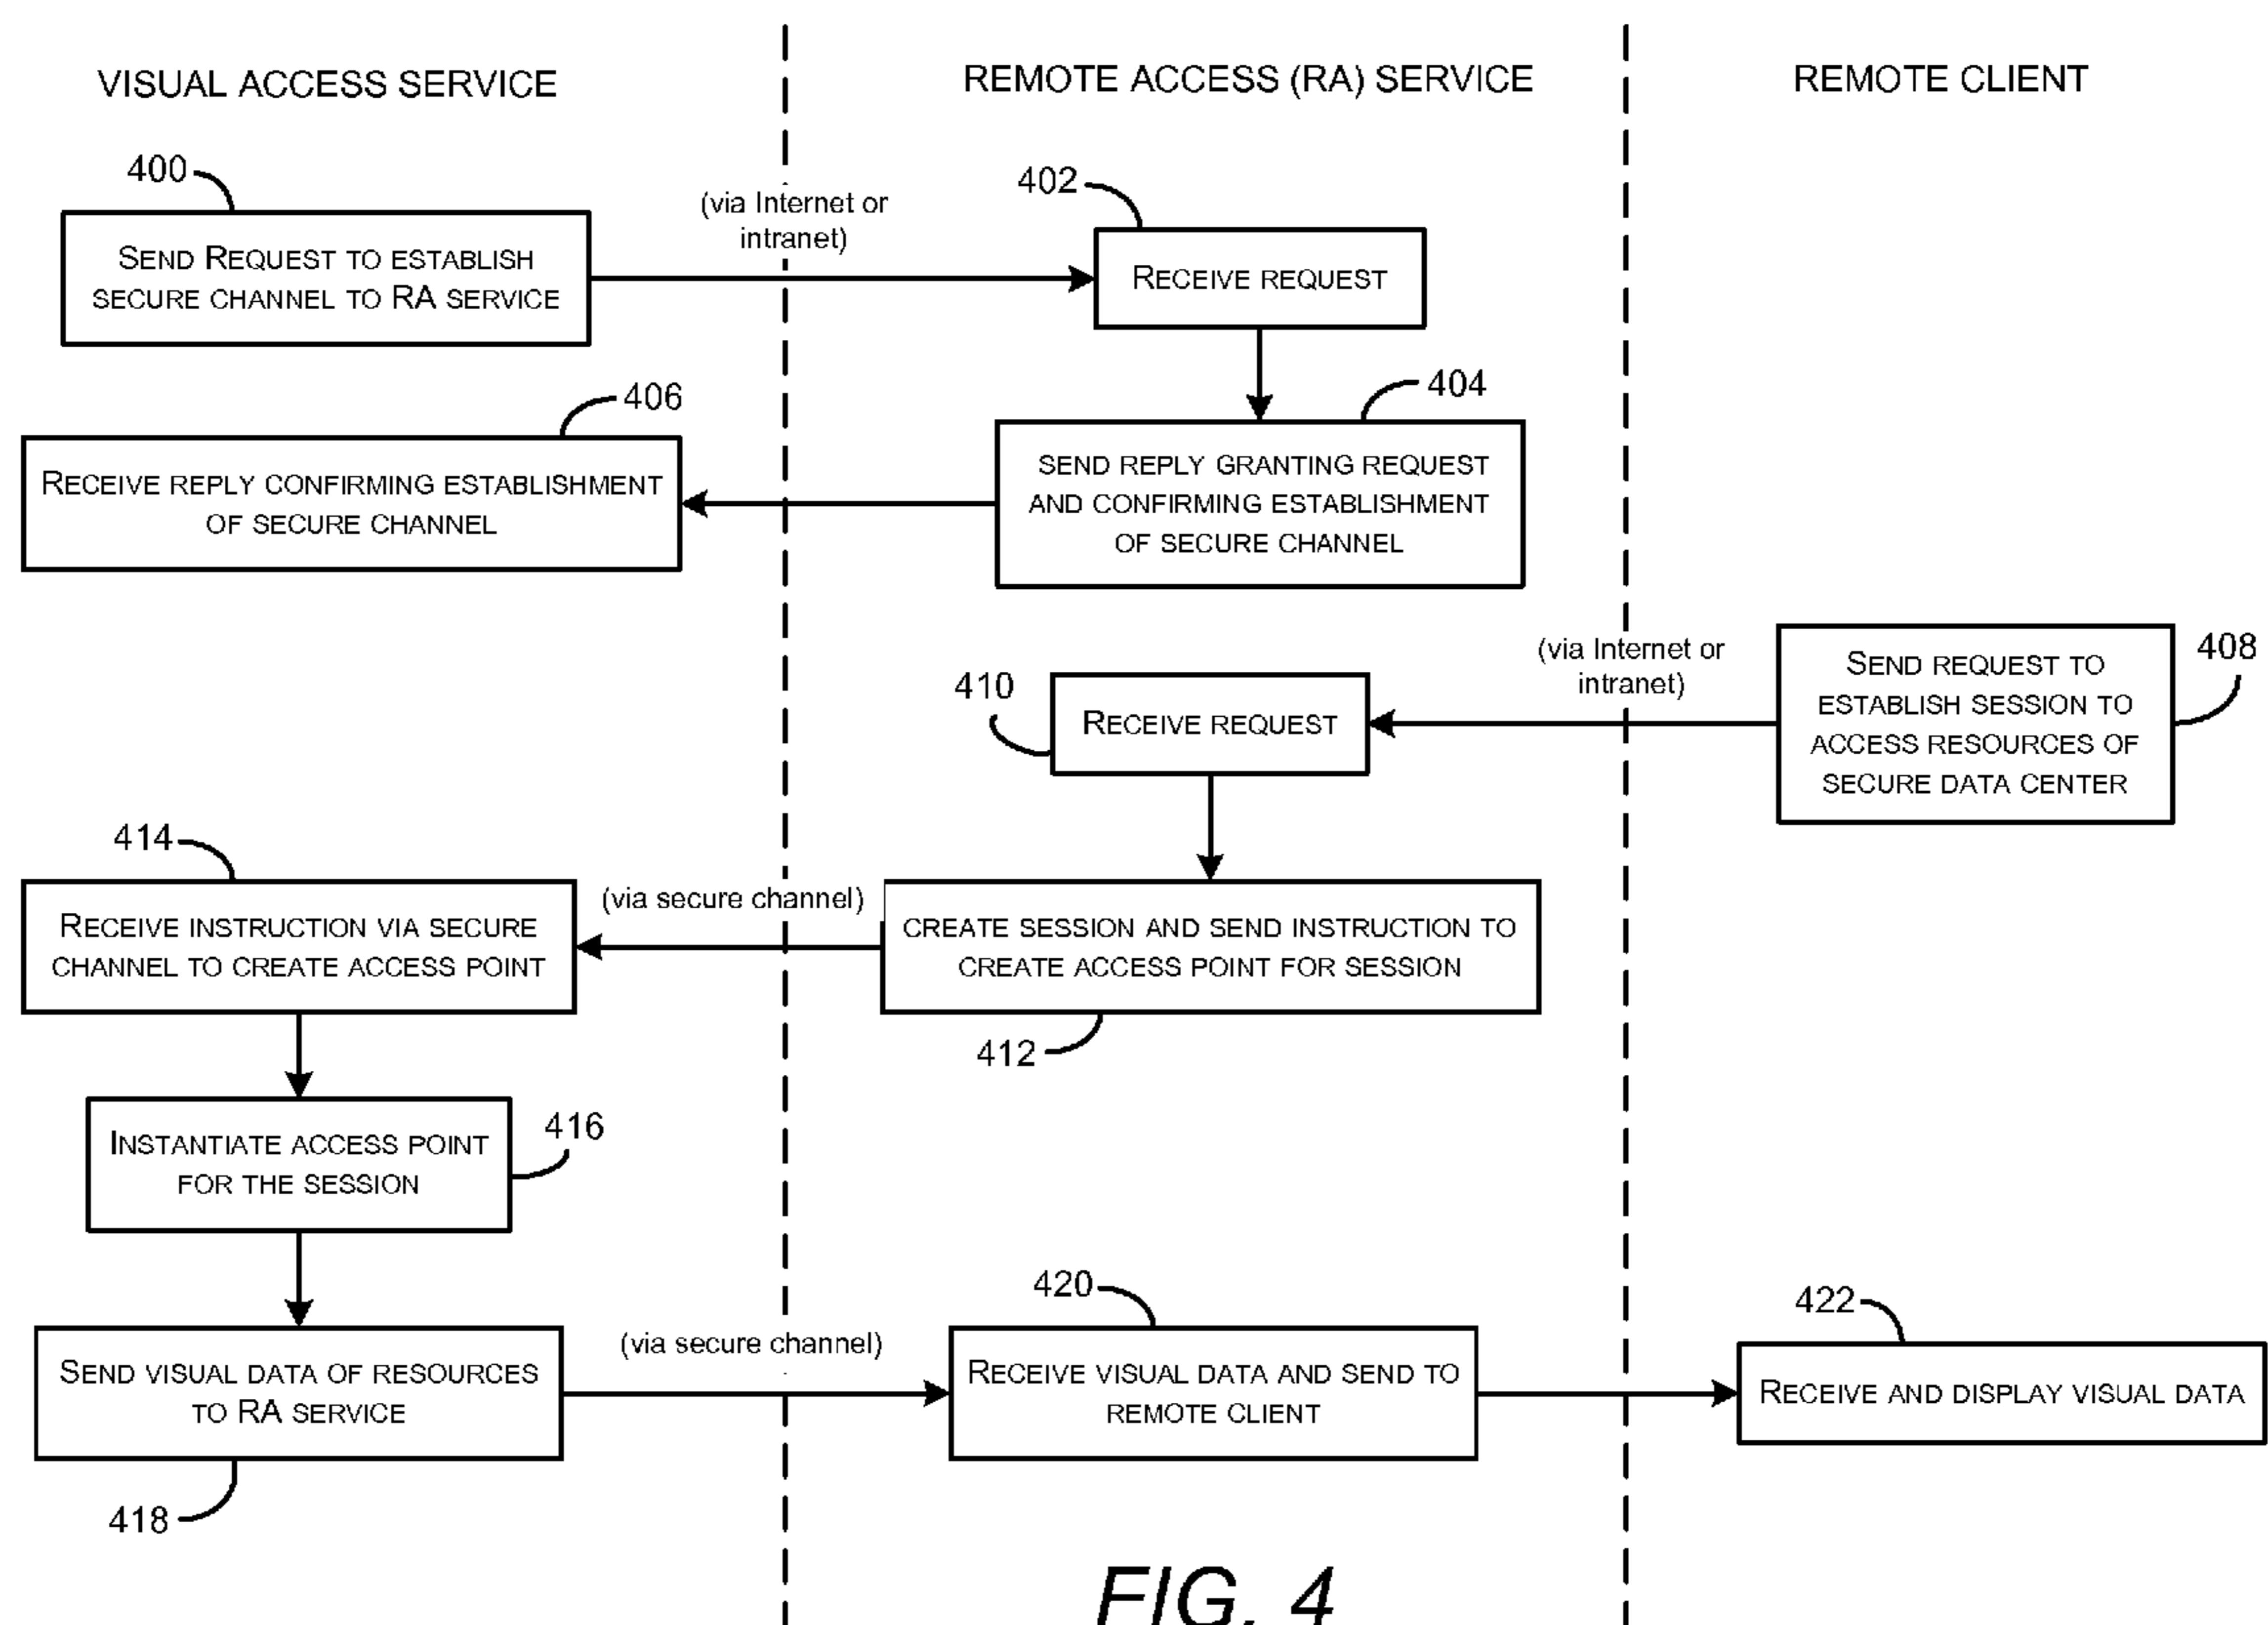 VISUAL ACCESS SERVICE
REMOTE ACCESS (RA) SERVICE
REMOTE CLIENT
400
SEND REQUEST TO ESTABLISH
SECURE CHANNEL TO RA SERVICE
(via Internet or
intranet)
402
RECEIVE REQUEST
404
SEND REPLY GRANTING REQUEST
AND CONFIRMING ESTABLISHMENT
OF SECURE CHANNEL
406
RECEIVE REPLY CONFIRMING ESTABLISHMENT
OF SECURE CHANNEL
408
SEND REQUEST TO
ESTABLISH SESSION TO
ACCESS RESOURCES OF
SECURE DATA CENTER
(via Internet or
intranet)
410
RECEIVE REQUEST
CREATE SESSION AND SEND INSTRUCTION TO
CREATE ACCESS POINT FOR SESSION
412
(via secure channel)
414
RECEIVE INSTRUCTION VIA SECURE
CHANNEL TO CREATE ACCESS POINT
416
INSTANTIATE ACCESS POINT
FOR THE SESSION
SEND VISUAL DATA OF RESOURCES
TO RA SERVICE
418
(via secure channel)
420
RECEIVE VISUAL DATA AND SEND TO
REMOTE CLIENT
422
RECEIVE AND DISPLAY VISUAL DATA
FIG. 4